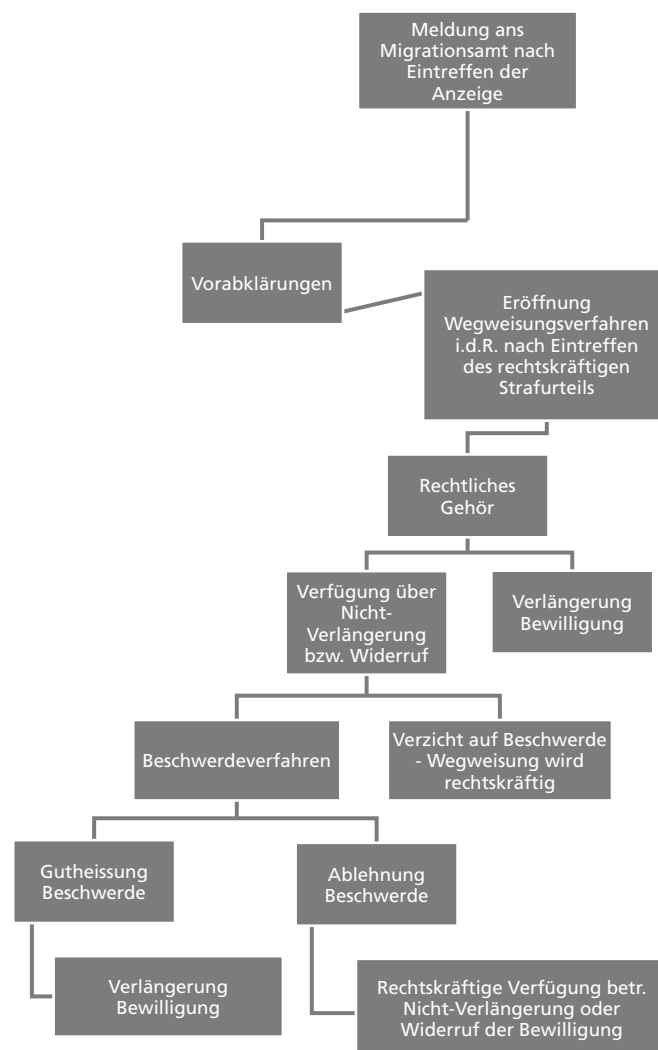 Meldung ans
Migrationsamt nach
Eintreffen der
Anzeige
Vorabklärungen
Eröffnung
Wegweisungsverfahren
i.d.R. nach Eintreffen
des rechtskräftigen
Strafurteils
Rechtliches
Gehör
Verfügung über
Nicht-
Verlängerung
bzw. Widerruf
Verlängerung
Bewilligung
Beschwerdeverfahren
Verzicht auf Beschwerde
- Wegweisung wird
rechtskräftig
Gutheissung
Beschwerde
Ablehnung
Beschwerde
Verlängerung
Bewilligung
Rechtskräftige Verfügung betr.
Nicht-Verlängerung oder
Widerruf der Bewilligung